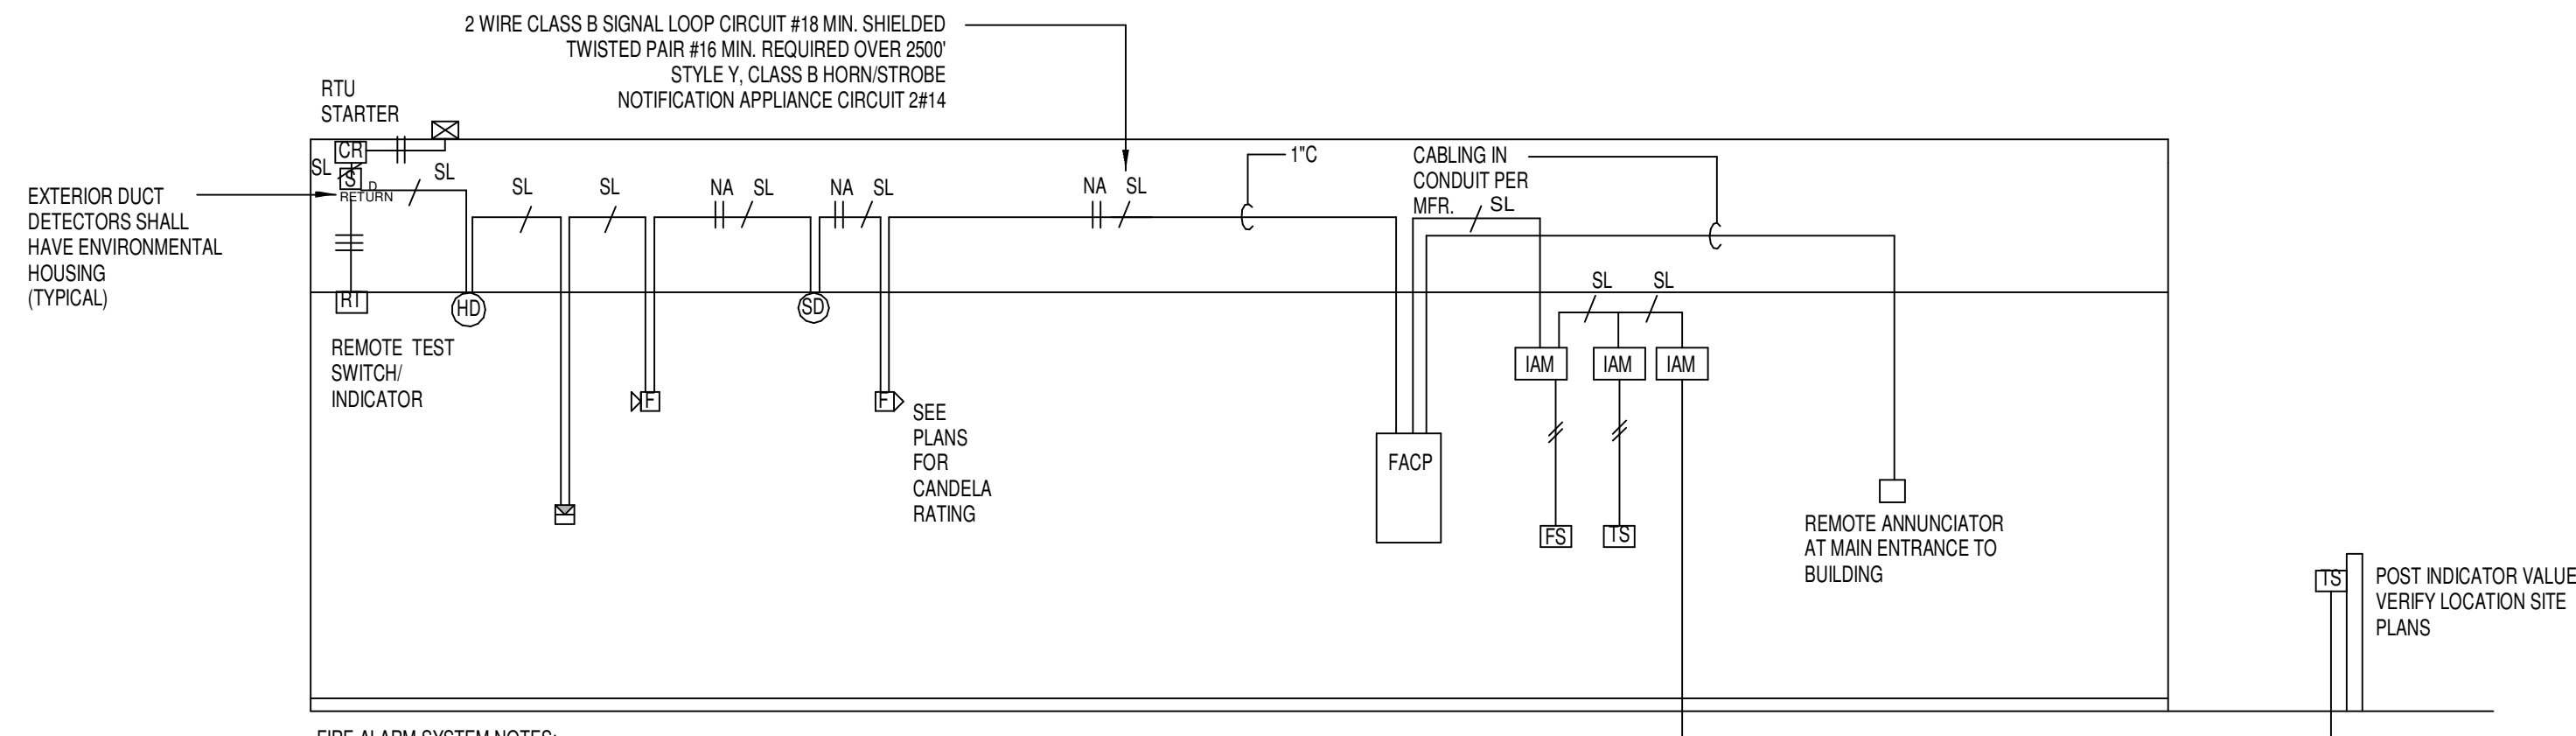 2 WIRE CLASS B SIGNAL LOOP CIRCUIT #18 MIN. SHIELDED
TWISTED PAIR #16 MIN. REQUIRED OVER 2500'
STYLE Y, CLASS B HORN/STROBE
NOTIFICATION APPLIANCE CIRCUIT 2#14
RTU
STARTER
CR
SL
S
D
RETURN
SL
EXTERIOR DUCT
DETECTORS SHALL
HAVE ENVIRONMENTAL
HOUSING
(TYPICAL)
SL
SL
NA SL
NA SL
NA SL
1"C
CABLING IN
CONDUIT PER
MFR.
SL
RT
HD
SD
SL
SL
REMOTE TEST
SWITCH/
INDICATOR
IAM
IAM
IAM
F
F
SEE
PLANS
FOR
CANDELA
RATING
FACP
FS
TS
REMOTE ANNUNCIATOR
AT MAIN ENTRANCE TO
BUILDING
TS
POST INDICATOR VALUE
VERIFY LOCATION SITE
PLANS
FIRE ALARM SYSTEM NOTES: